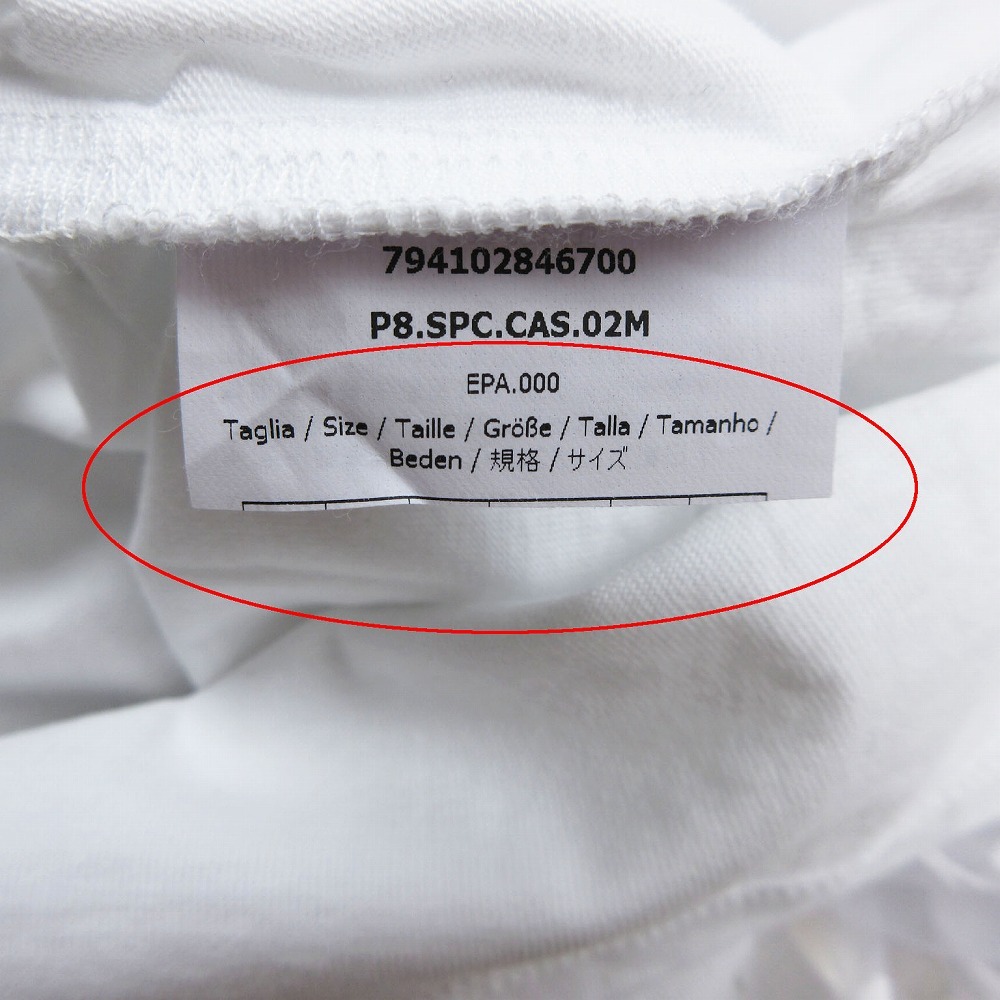 794102846700
P8.SPC.CAS.02M
EPA.000
Taglia / Size / Taille / Größe / Talla / Tamanho /
Beden / 規格 / サイズ